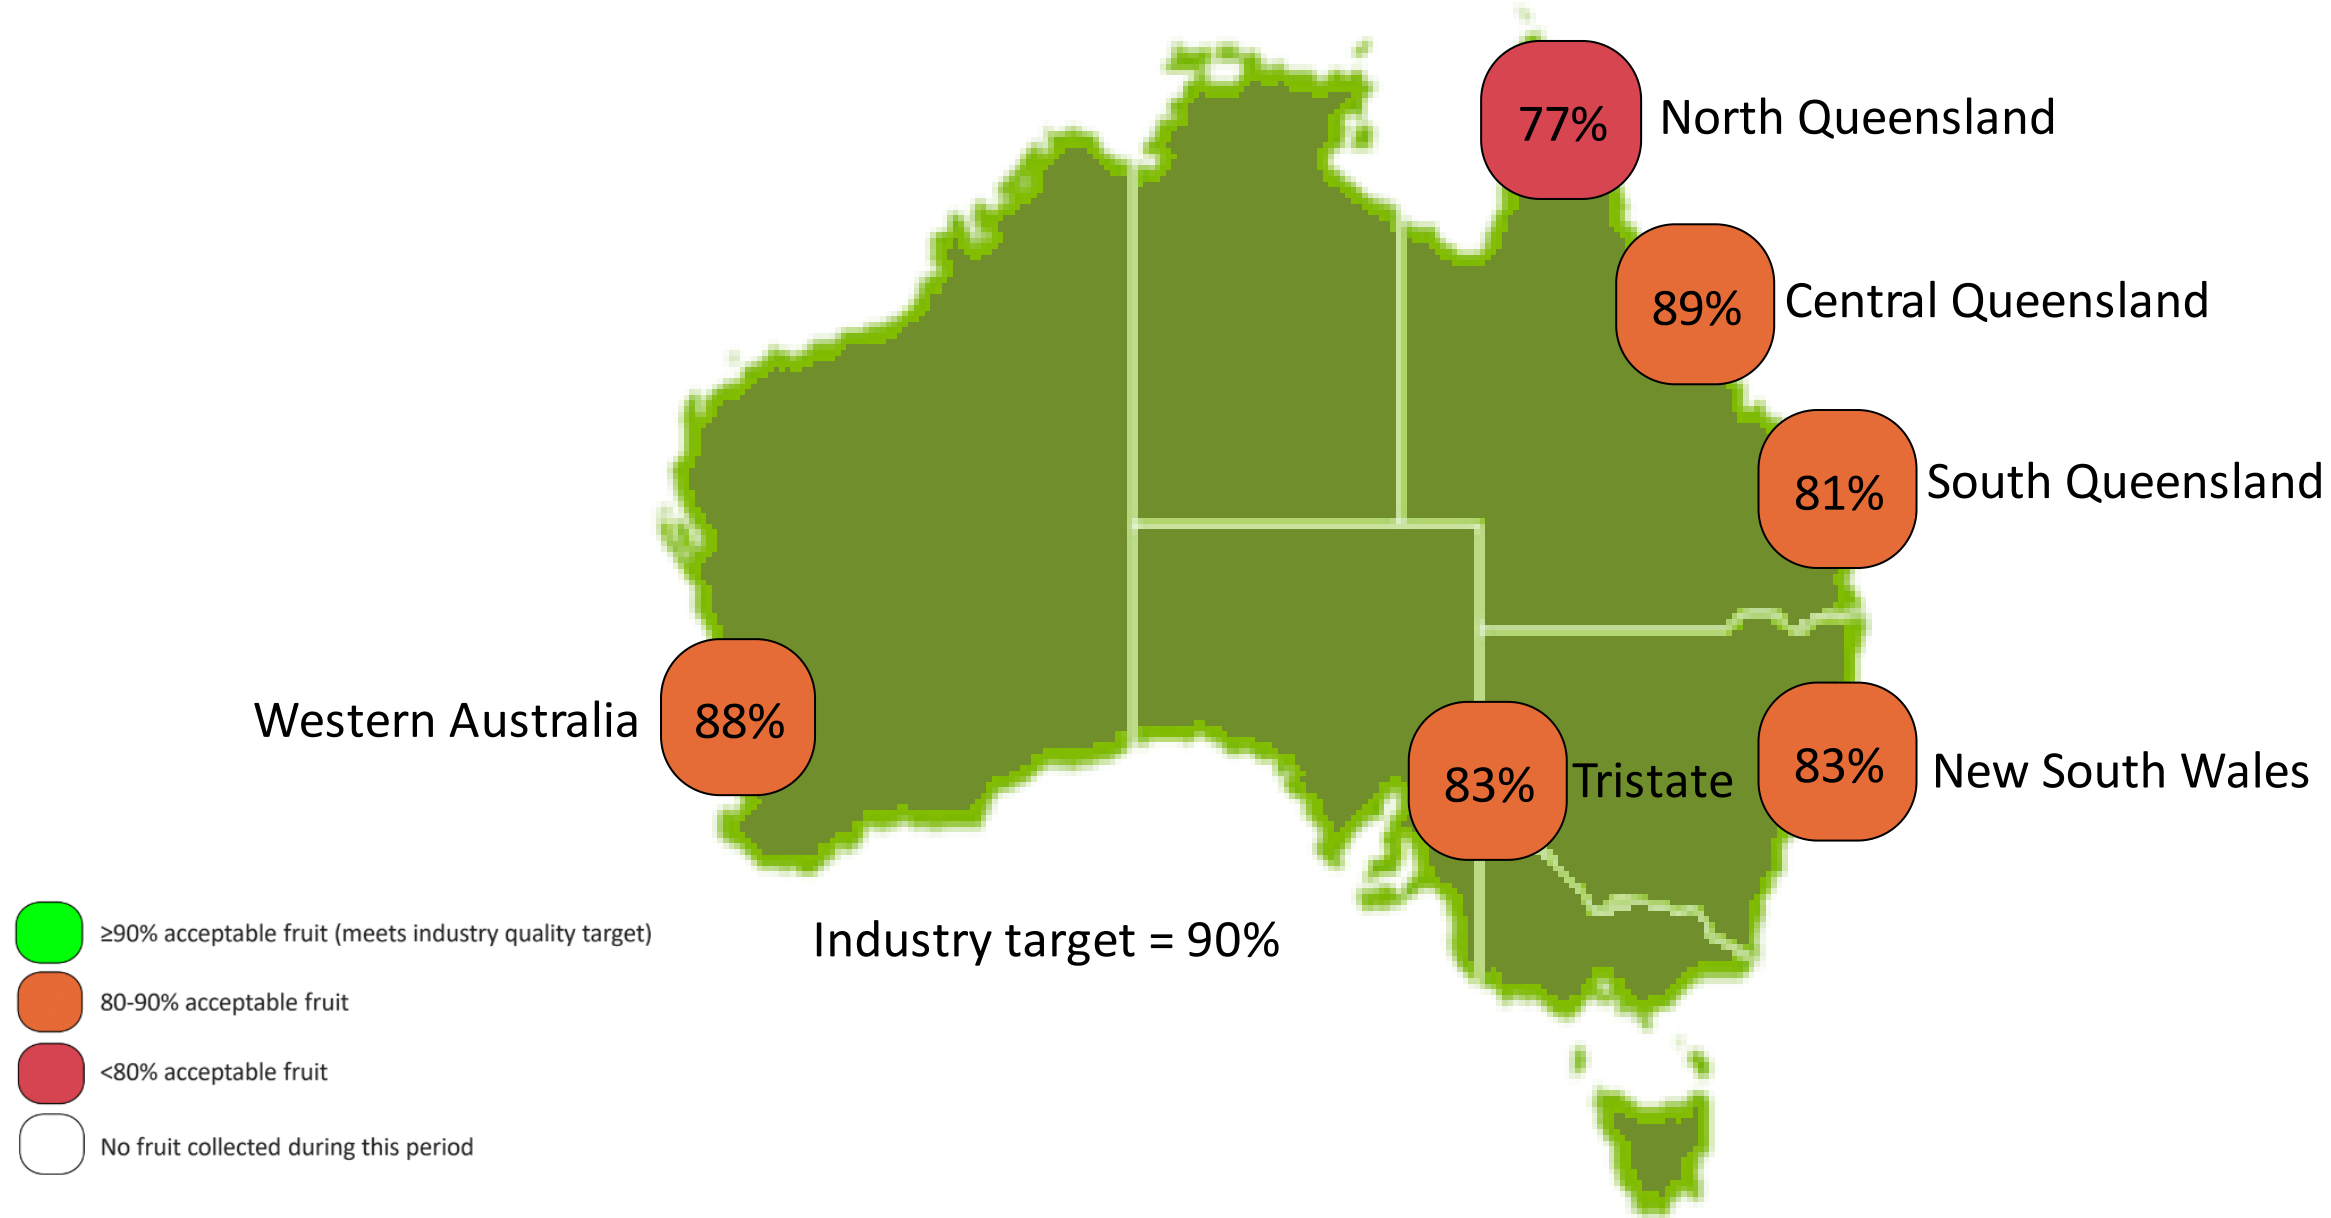 77% North Queensland
89% Central Queensland
81% South Queensland
Western Australia 88%
83% Tristate
83% New South Wales
Industry target = 90%
≥90% acceptable fruit (meets industry quality target)
80-90% acceptable fruit
<80% acceptable fruit
No fruit collected during this period